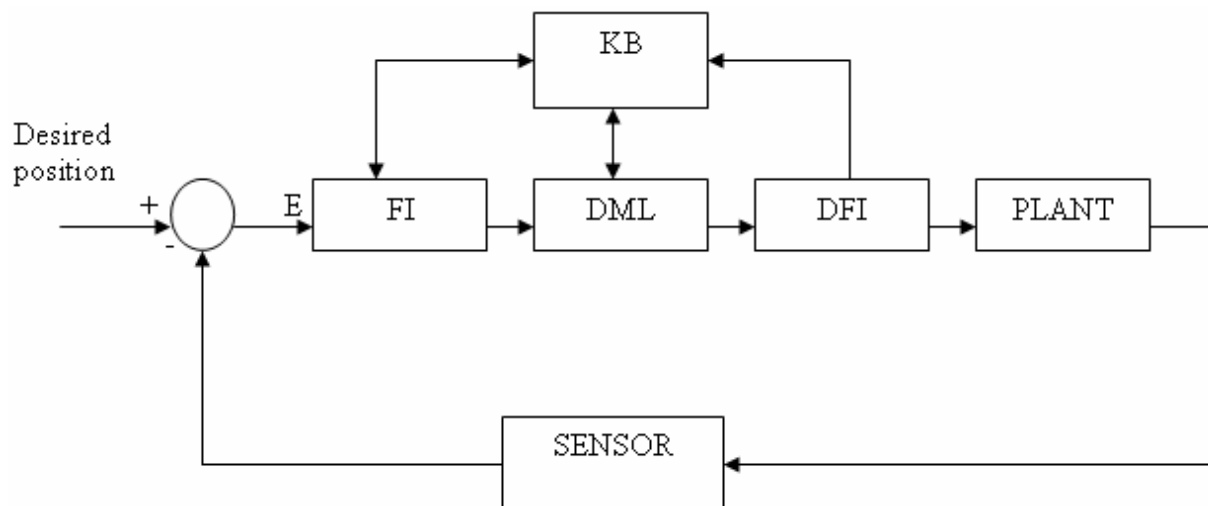 KB
Desired
position
+
-
E
FI
DML
DFI
PLANT
SENSOR